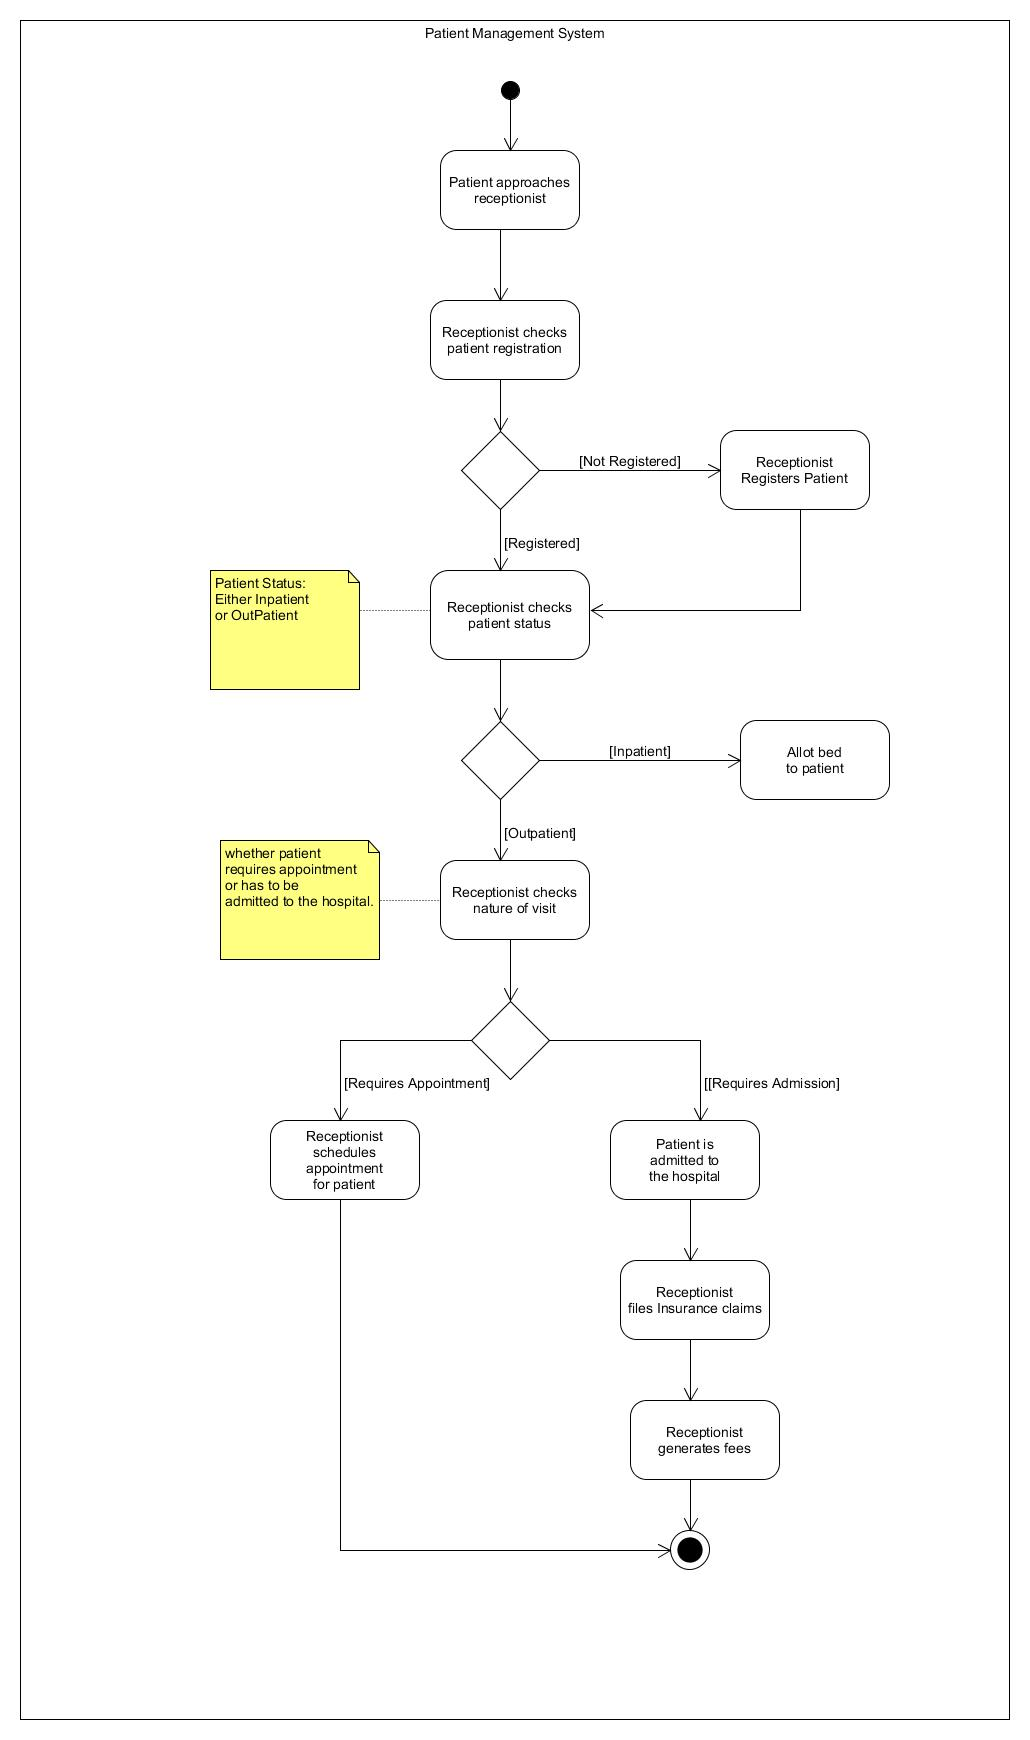 Patient Management System
Patient approaches
receptionist
Receptionist checks
patient registration
[Not Registered]
Receptionist
Registers Patient
[Registered]
Patient Status:
Either Inpatient
or OutPatient
Receptionist checks
patient status
[Inpatient]
Allot bed
to patient
[Outpatient]
whether patient
requires appointment
or has to be
admitted to the hospital.
Receptionist checks
nature of visit
[Requires Appointment]
[[Requires Admission]
Receptionist
schedules
appointment
for patient
Patient is
admitted to
the hospital
Receptionist
files Insurance claims
Receptionist
generates fees